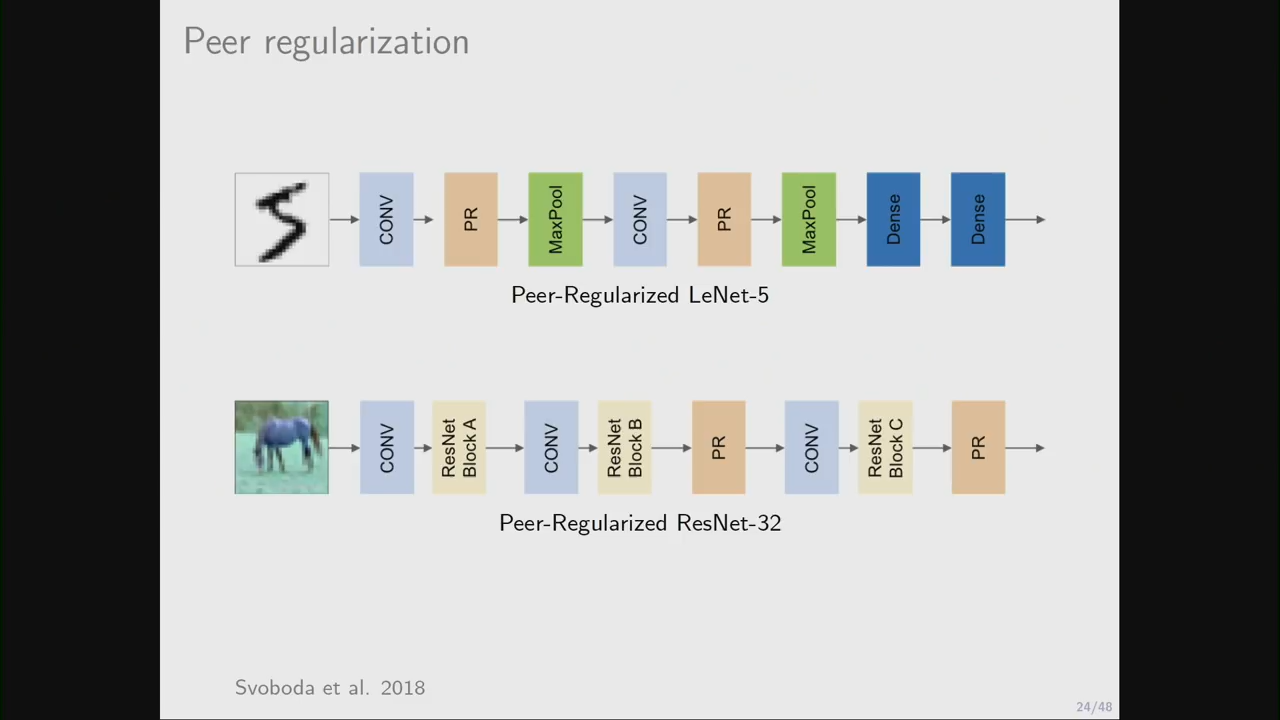 Peer regularization
CONV
PR
MaxPool
CONV
PR
MaxPool
Dense
Dense
Peer-Regularized LeNet-5
CONV
ResNet
Block A
CONV
ResNet
Block B
PR
CONV
ResNet
Block C
PR
Peer-Regularized ResNet-32
Svoboda et al. 2018
24/48